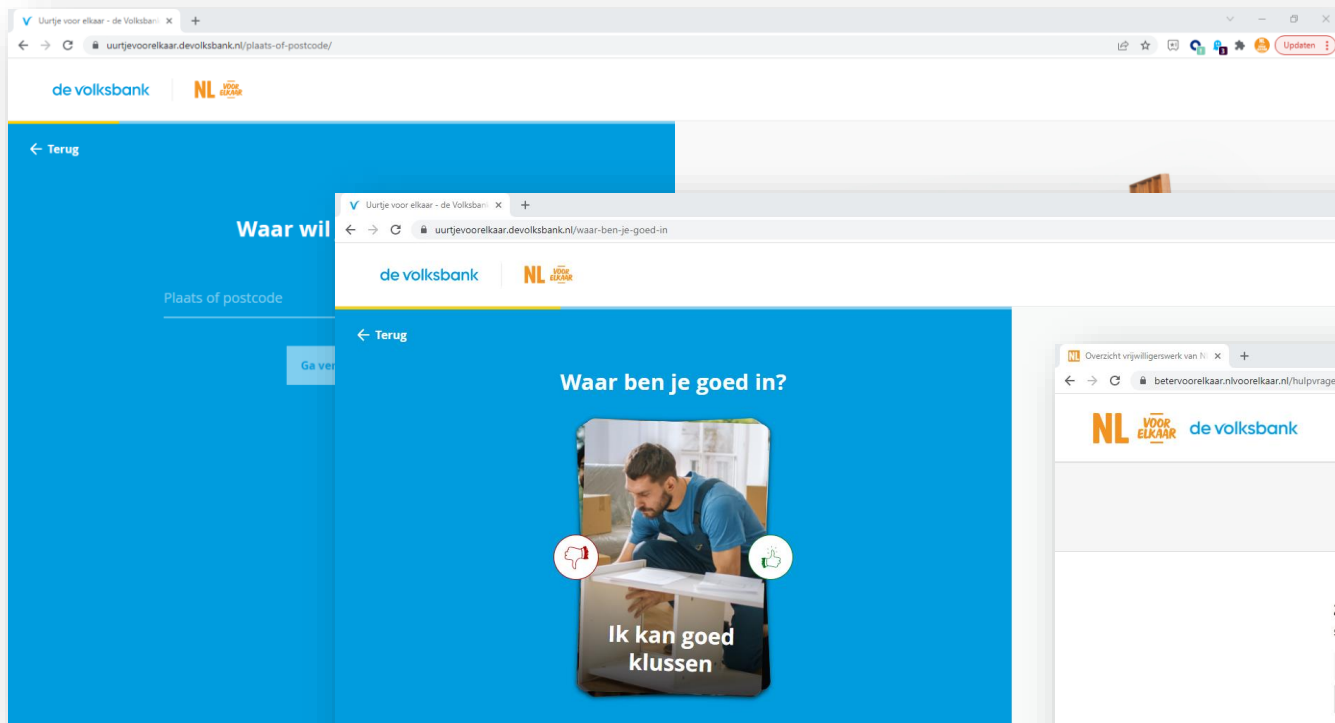 Uurtje voor elkaar - de Volksban
uurtjevoorelkaar.devolksbank.nl/plaats-of-postcode/
Updaten
de volksbank
NL VOOR ELKAAR
Terug
Waar wil
Plaats of postcode
Ga ver
Uurtje voor elkaar - de Volksban
uurtjevoorelkaar.devolksbank.nl/waar-ben-je-goed-in
de volksbank
NL VOOR ELKAAR
Terug
Waar ben je goed in?
Ik kan goed
klussen
Overzicht vrijwilligerswerk van N
betervoorelkaar.nlvoorelkaar.nl/hulpvrage
NL VOOR ELKAAR de volksbank